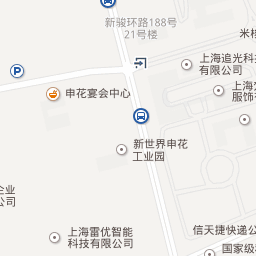 新骏环路188号
21号楼
米核
P
上海追光科技
有限公司
申花宴会中心
上海
服饰有
新世界申花
工业园
企业
公司
上海雷优智能
科技有限公司
信天捷快递公
国家级